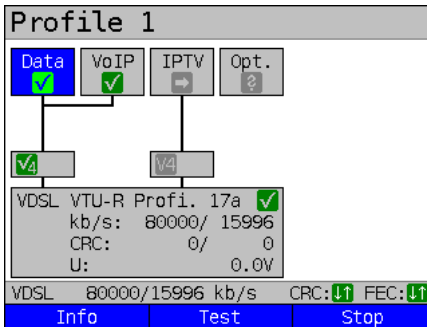 Profile 1
Data VoIP IPTV Opt.
V4 V4
VDSL VTU-R Profi. 17a
kb/s: 80000/ 15996
CRC: 0/ 0
U: 0.0V
VDSL 80000/15996 kb/s CRC: FEC:
Info Test Stop